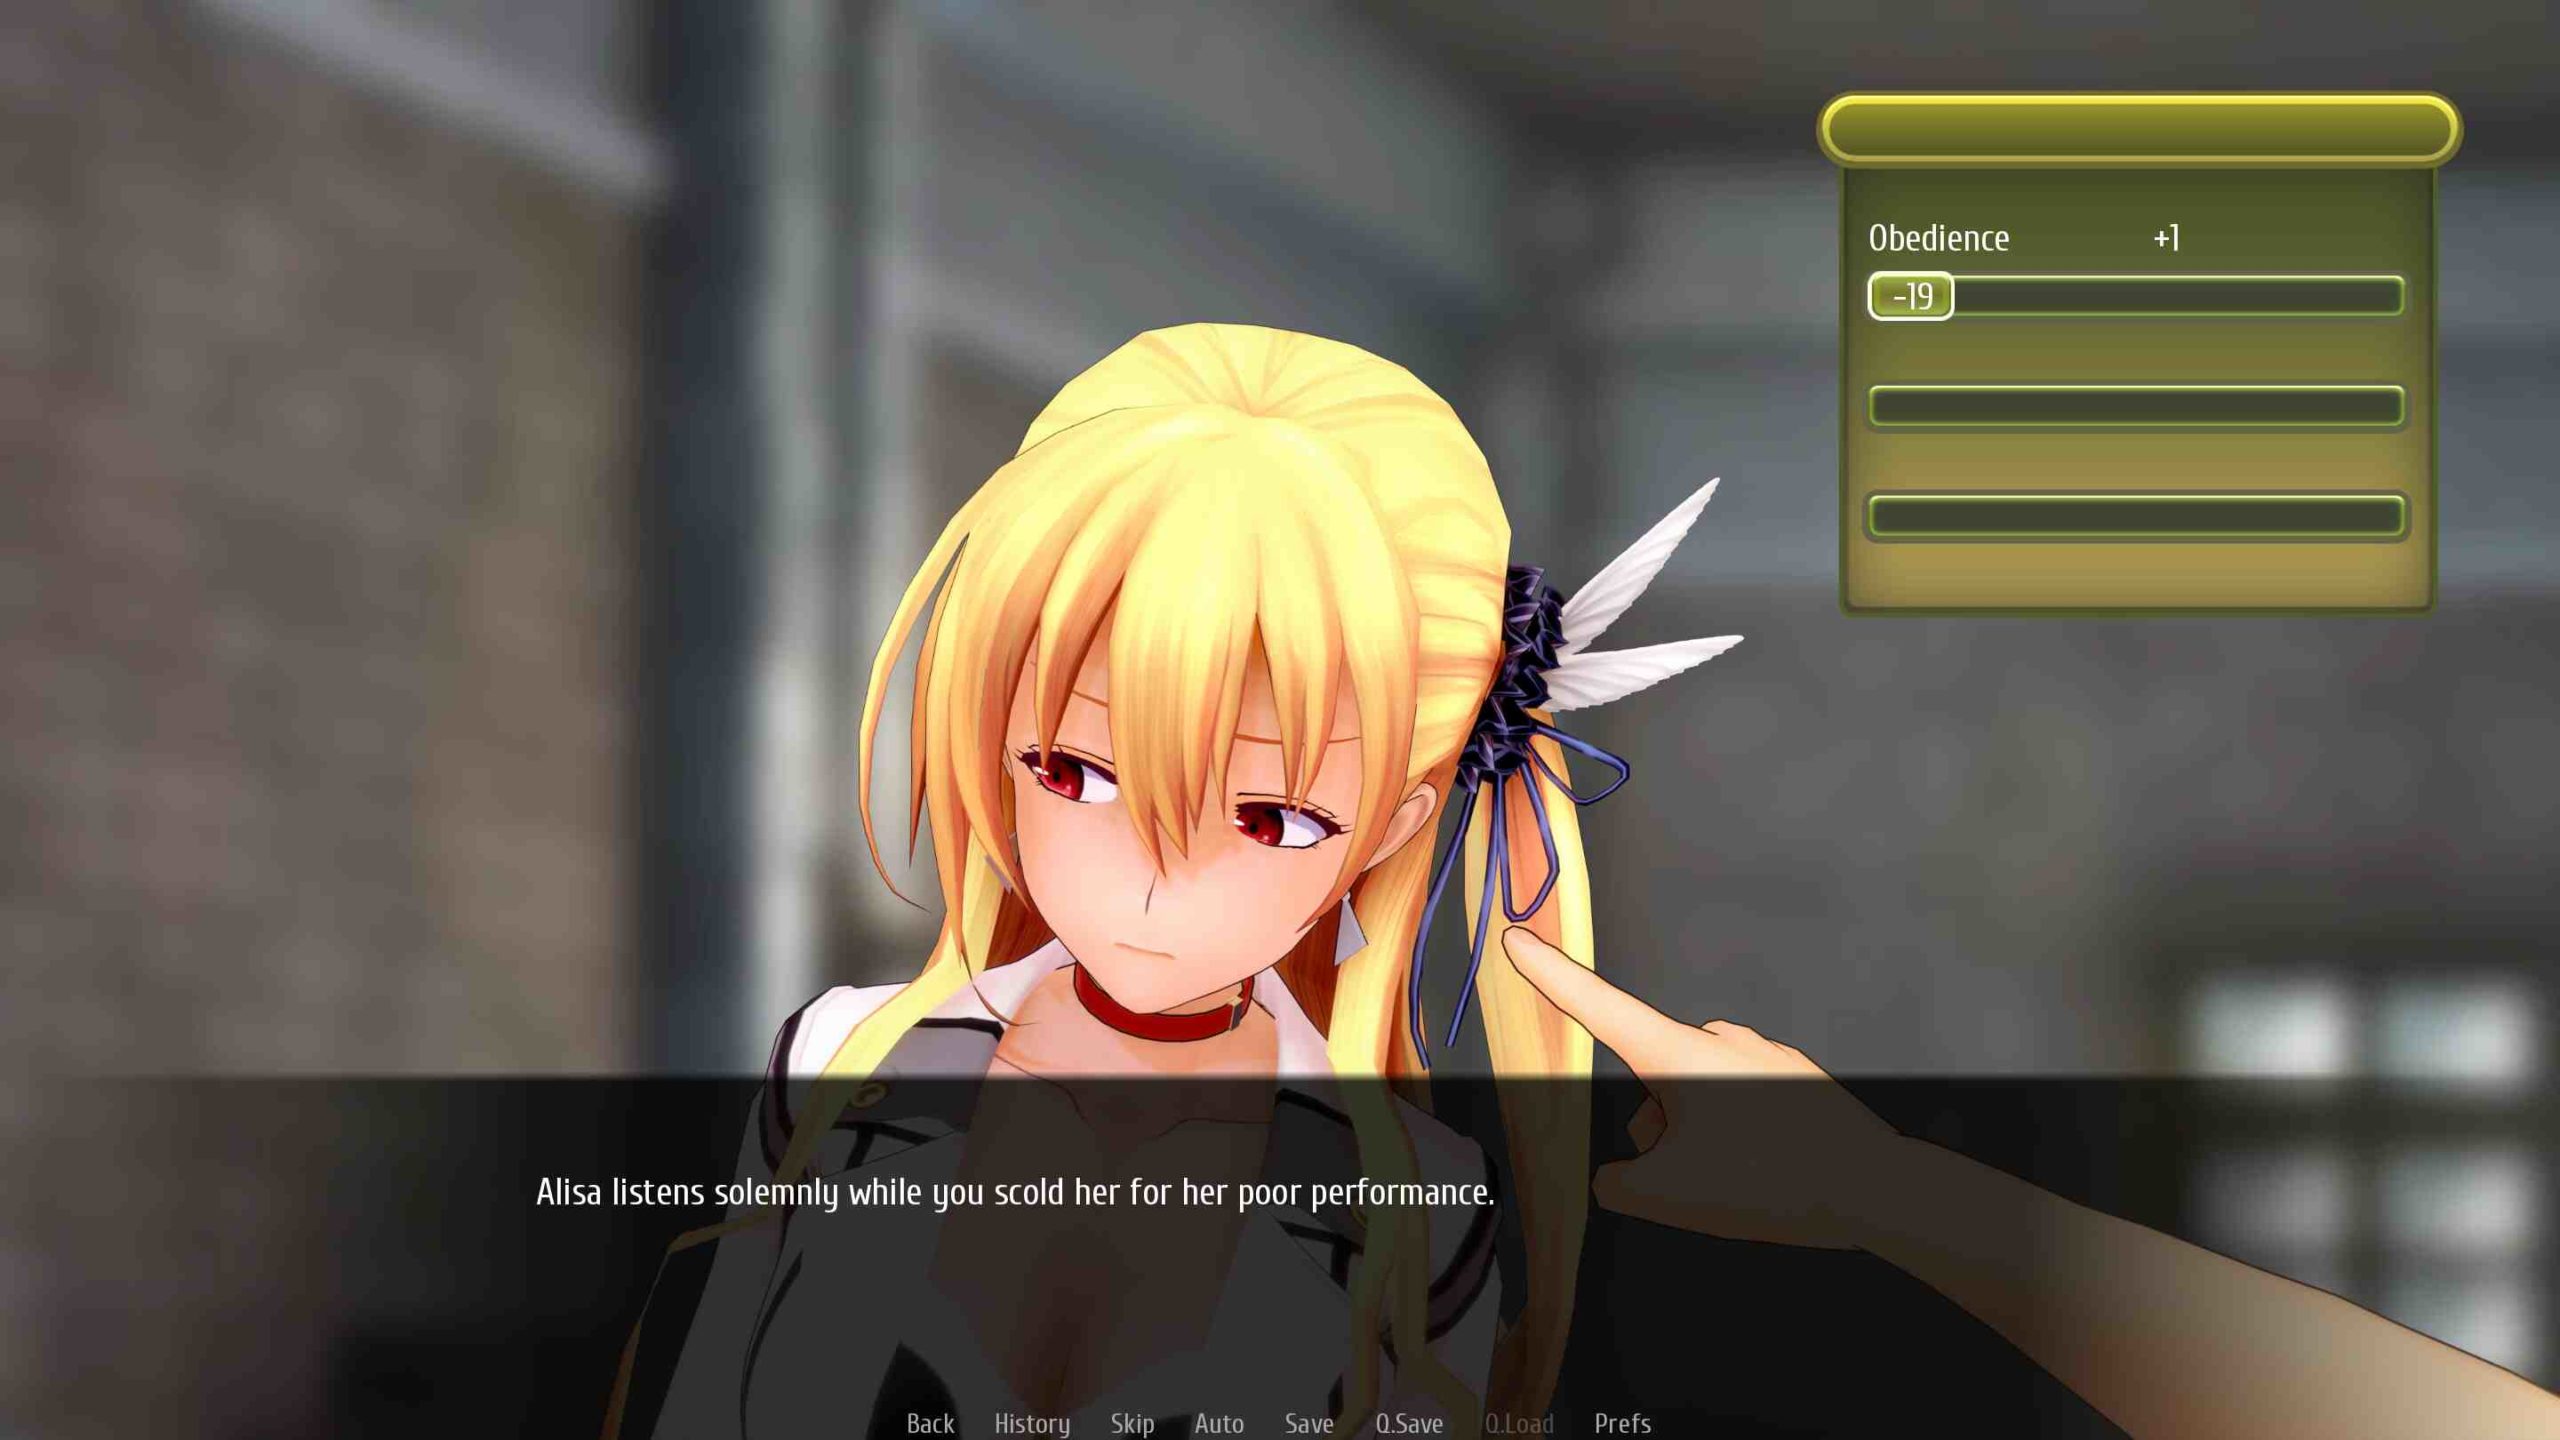 Obedience +1
-19
Alisa listens solemnly while you scold her for her poor performance.
Back History Skip Auto Save Q.Save Q.Load Prefs